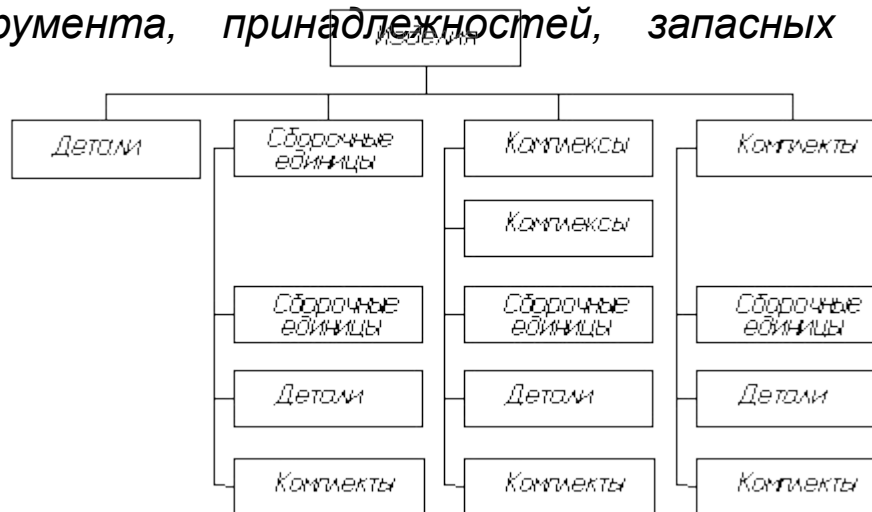 румента, принадлежностей, запасных
Изделия
Детали
Сборочные
единицы
Комплексы
Комплекты
Комплексы
Сборочные
единицы
Сборочные
единицы
Сборочные
единицы
Детали
Детали
Детали
Комплекты
Комплекты
Комплекты